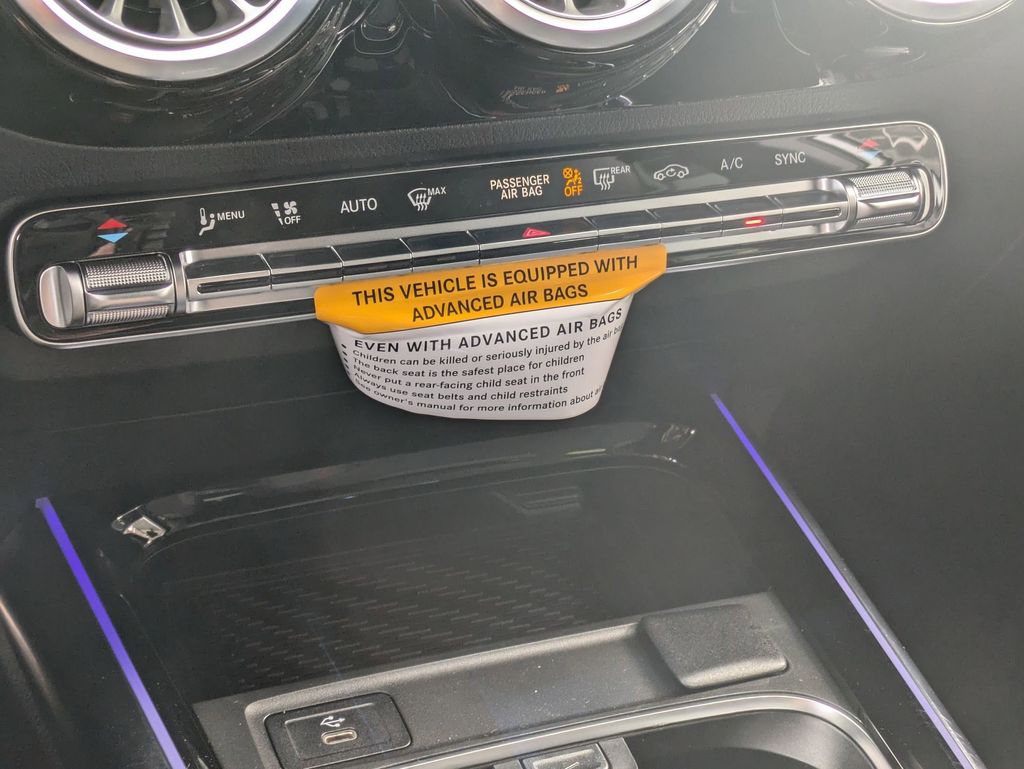 MENU
OFF
AUTO
MAX
PASSENGER
AIR BAG
OFF
REAR
A/C
SYNC
THIS VEHICLE IS EQUIPPED WITH
ADVANCED AIR BAGS
EVEN WITH ADVANCED AIR BAGS
• Children can be killed or seriously injured by the air bag
• The back seat is the safest place for children
• Never put a rear-facing child seat in the front
• Always use seat belts and child restraints
• See owner's manual for more information about